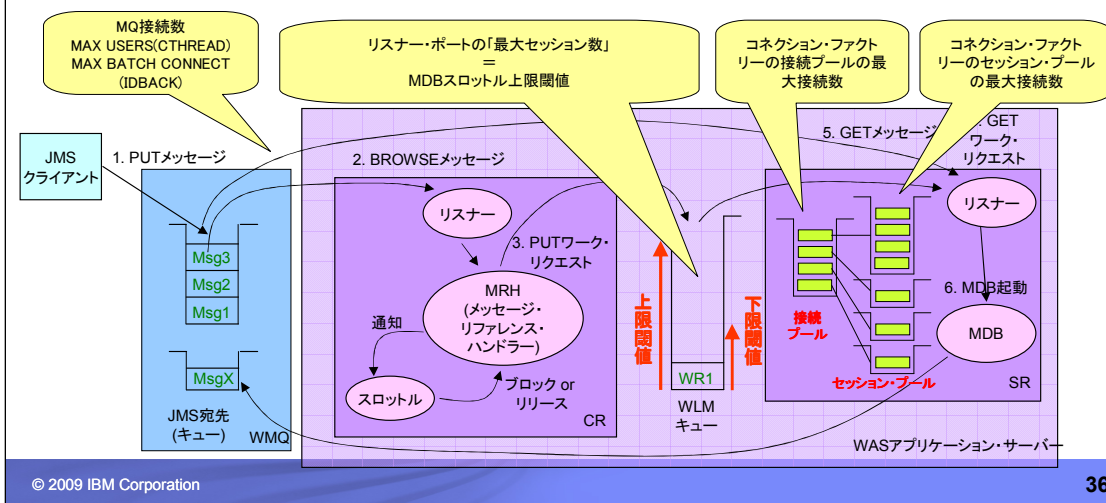 MQ接続数
MAX USERS(CTHREAD)
MAX BATCH CONNECT
(IDBACK)
リスナー・ポートの「最大セッション数」
=
MDBスロットル上限閾値
コネクション・ファクト
リーの接続プールの最
大接続数
コネクション・ファクト
リーのセッション・プール
の最大接続数
JMS
クライアント
1. PUTメッセージ
2. BROWSEメッセージ
5. GETメッセージ
. GET
ワーク・
リクエスト
リスナー
3. PUTワーク・
リクエスト
MRH
(メッセージ・
リファレンス・
ハンドラー)
通知
スロットル
ブロック or
リリース
CR
Msg3
Msg2
Msg1
MsgX
JMS宛先
(キュー)
WMQ
上限閾値
下限閾値
WR1
WLM
キュー
接続
プール
セッション・プール
リスナー
6. MDB起動
MDB
SR
WASアプリケーション・サーバー
© 2009 IBM Corporation
36